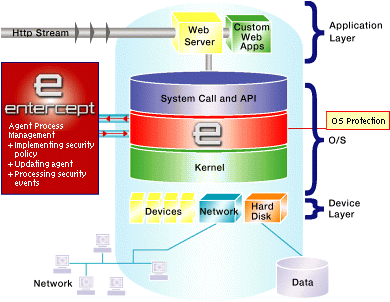 Http Stream
Web
Server
Custom
Web
Apps
Application
Layer
e
entercept
Agent Process
Management
+ Implementing security
policy
+ Updating agent
+ Processing security
events
System Call and API
e
Kernel
OS Protection
O/S
Devices
Network
Hard
Disk
Device
Layer
Network
Data